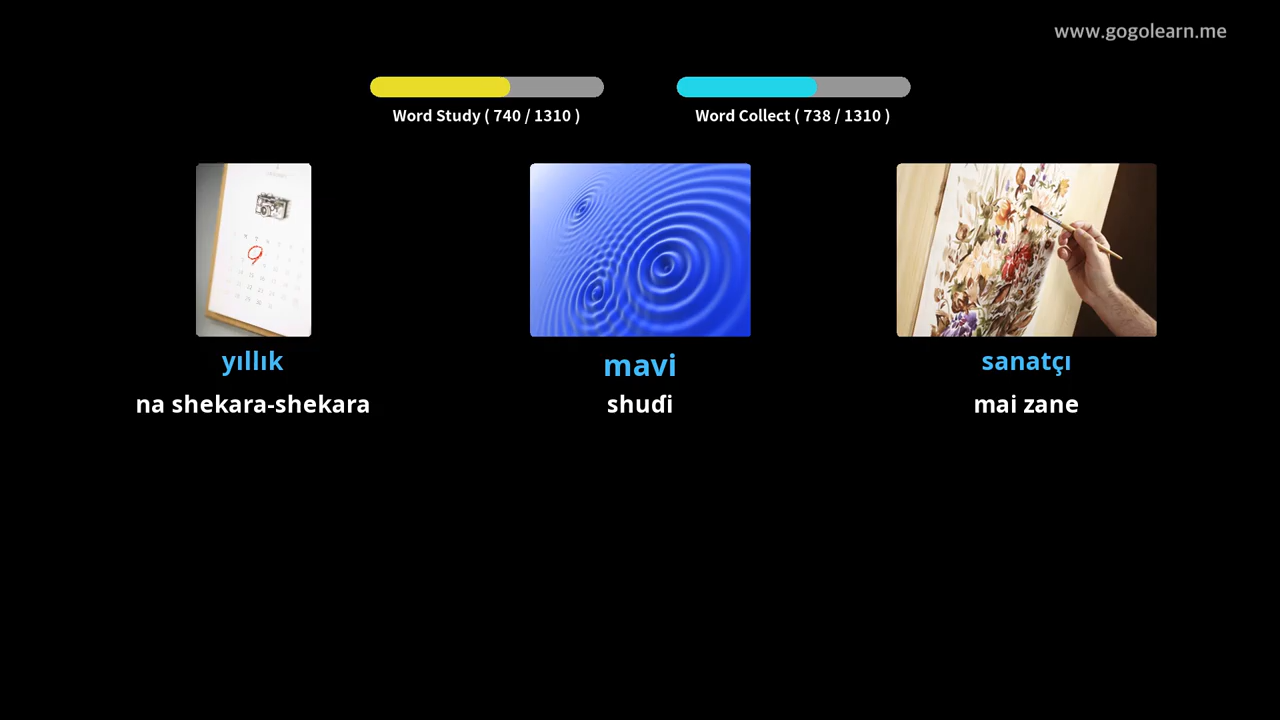 www.gogolearn.me
Word Study ( 740 / 1310 )
Word Collect ( 738 / 1310 )
yıllık
mavi
sanatçı
na shekara-shekara
shuɗi
mai zane